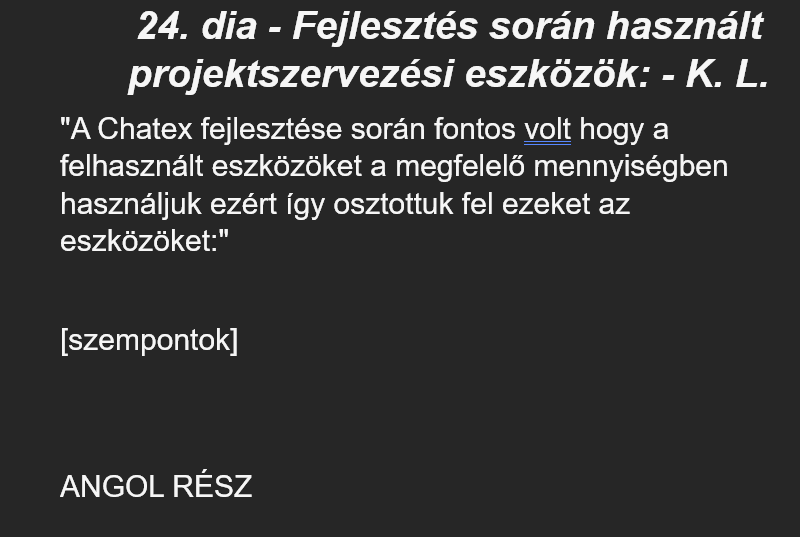 24. dia - Fejlesztés során használt
projektszervezési eszközök: - K. L.
"A Chatex fejlesztése során fontos volt hogy a
felhasznált eszközöket a megfelelő mennyiségben
használjuk ezért így osztottuk fel ezeket az
eszközöket:"
[szempontok]
ANGOL RÉSZ